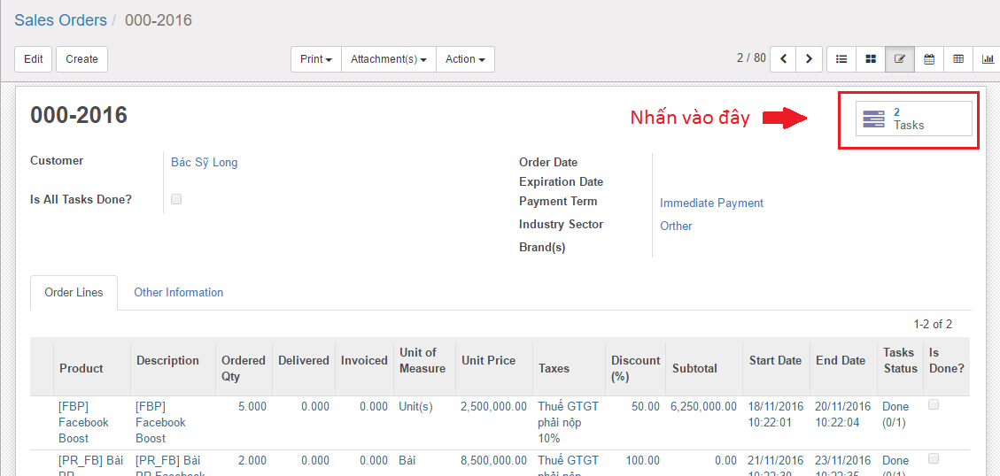 Sales Orders / 000-2016
Edit Create Print Attachment(s) Action 2 / 80
000-2016
Nhấn vào đây
2
Tasks
Customer Bác Sỹ Long
Is All Tasks Done?
Order Date
Expiration Date
Payment Term Immediate Payment
Industry Sector Orther
Brand(s)
Order Lines Other Information
1-2 of 2
Product Description Ordered Qty Delivered Invoiced Unit of Measure Unit Price Taxes Discount (%) Subtotal Start Date End Date Tasks Status Is Done?
[FBP] [FBP] 5.000 0.000 0.000 Unit(s) 2,500,000.00 Thuế GTGT 50.00 6,250,000.00 18/11/2016 20/11/2016 Done
Facebook Facebook phải nộp 10:22:01 10:22:04 (0/1)
Boost Boost 10%
[PR_FB] Bài [PR_FB] Bài 2.000 0.000 0.000 Bài 8,500,000.00 Thuế GTGT 100.00 0.00 21/11/2016 23/11/2016 Done
PR PR Facebook phải nộp 10:22:30 10:22:35 (0/1)